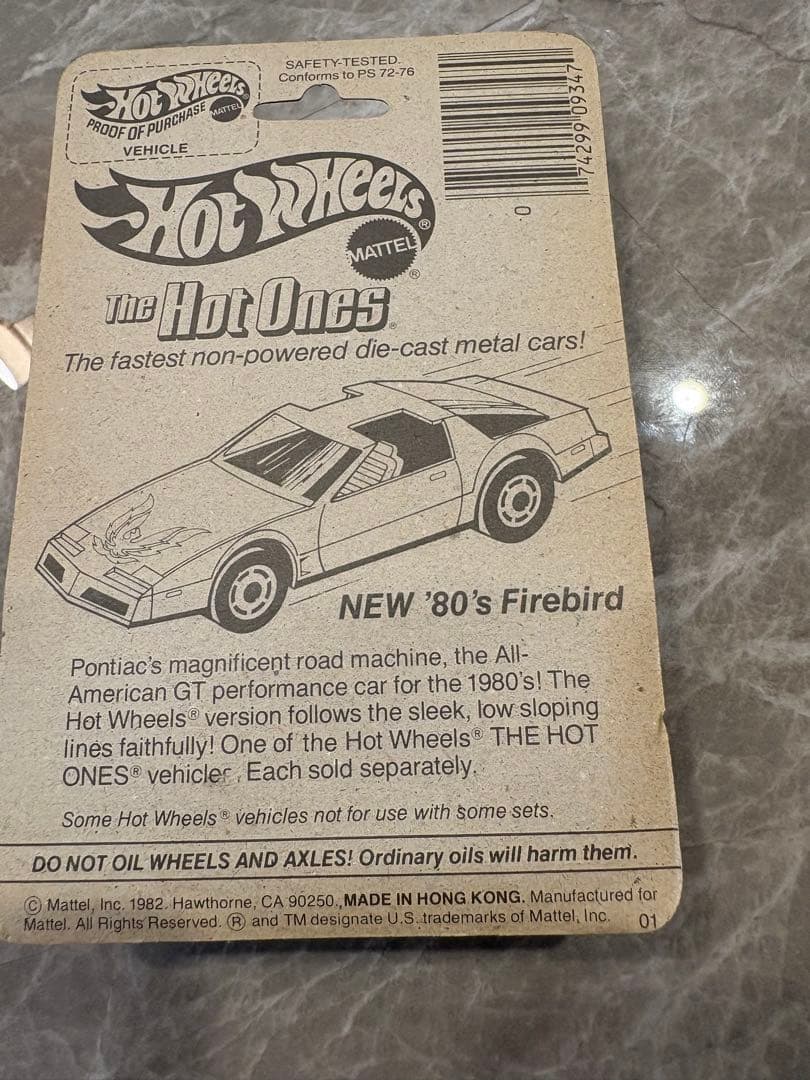 HOT WHEELS
MATTEL
PROOF OF PURCHASE
VEHICLE
SAFETY-TESTED.
Conforms to PS 72-76
74299 09347
0
HOT WHEELS®
MATTEL®
The Hot Ones®
The fastest non-powered die-cast metal cars!
NEW '80's Firebird
Pontiac's magnificent road machine, the All-
American GT performance car for the 1980's! The
Hot Wheels® version follows the sleek, low sloping
lines faithfully! One of the Hot Wheels® THE HOT
ONES® Each sold separately.
Some Hot Wheels® vehicles not for use with some sets.
DO NOT OIL WHEELS AND AXLES! Ordinary oils will harm them.
© Mattel, Inc. 1982. Hawthorne, CA 90250., MADE IN HONG KONG. Manufactured for
Mattel. All Rights Reserved. ® and TM designate U.S. trademarks of Mattel, Inc. 01